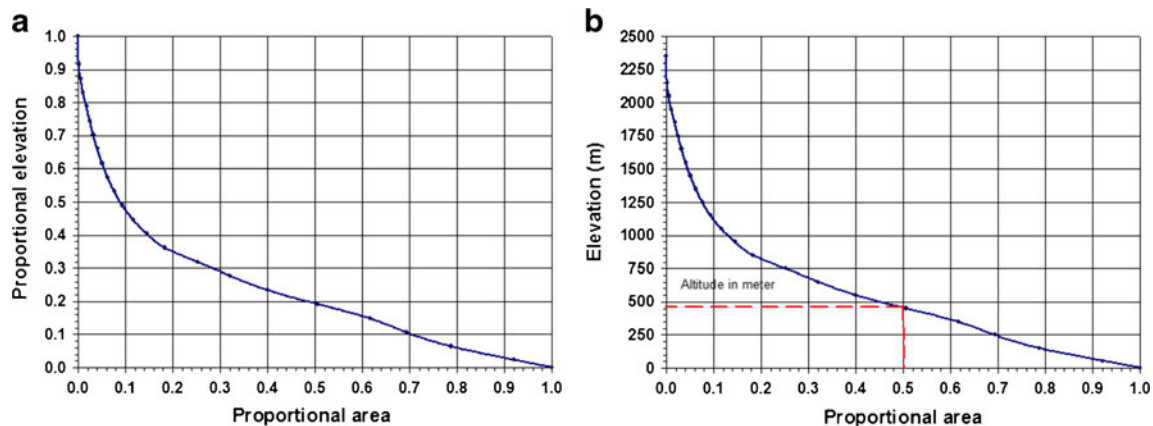 a
1.0
0.9
0.8
0.7
0.6
0.5
0.4
0.3
0.2
0.1
0.0
Proportional elevation
0.0 0.1 0.2 0.3 0.4 0.5 0.6 0.7 0.8 0.9 1.0
Proportional area
b
2500
2250
2000
1750
1500
1250
1000
750
500
250
0
Elevation (m)
Altitude in meter
0.0 0.1 0.2 0.3 0.4 0.5 0.6 0.7 0.8 0.9 1.0
Proportional area